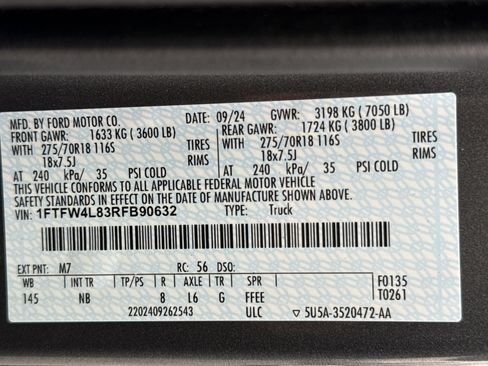 MFD. BY FORD MOTOR CO. DATE: 09/24 GVWR: 3198 KG ( 7050 LB)
FRONT GAWR: 1633 KG ( 3600 LB) REAR GAWR: 1724 KG ( 3800 LB)
WITH 275/70R18 116S TIRES WITH 275/70R18 116S TIRES
18x7.5J RIMS 18x7.5J RIMS
AT 240 kPa/ 35 PSI COLD AT 240 kPa/ 35 PSI COLD
THIS VEHICLE CONFORMS TO ALL APPLICABLE FEDERAL MOTOR VEHICLE
SAFETY STANDARDS IN EFFECT ON THE DATE OF MANUFACTURE SHOWN ABOVE.
VIN: 1FTFW4L83RFB90632 TYPE: Truck
EXT PNT: M7 RC: 56 DSO:
WB INT TR TP/PS R AXLE TR SPR F0135
145 NB 8 L6 G FFEE T0261
2202409262543 ULC ▽ 5U5A-3520472-AA